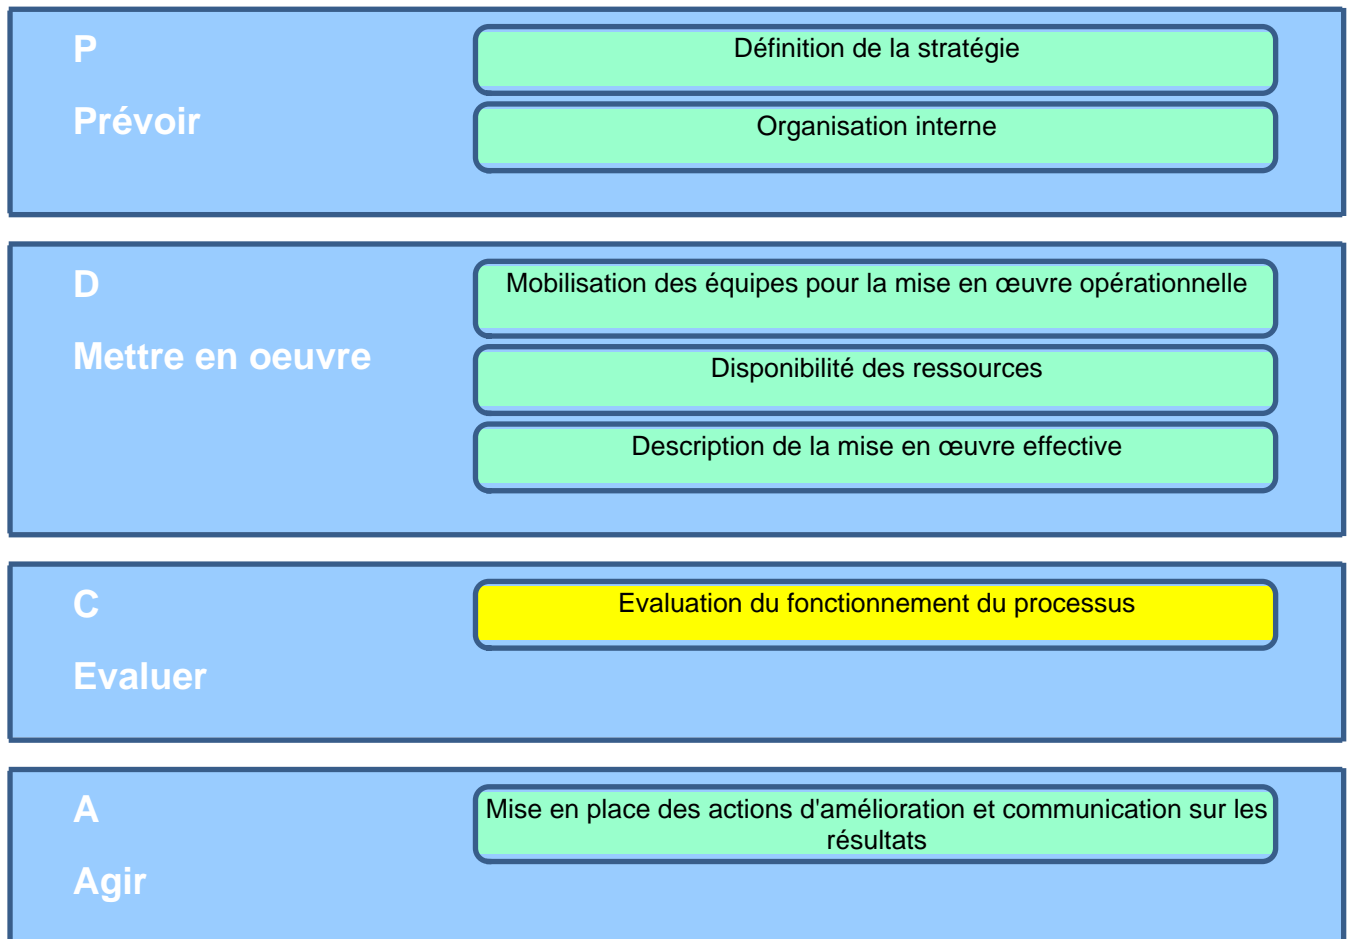 P
Prévoir
Définition de la stratégie
Organisation interne
D
Mettre en oeuvre
Mobilisation des équipes pour la mise en œuvre opérationnelle
Disponibilité des ressources
Description de la mise en œuvre effective
C
Evaluer
Evaluation du fonctionnement du processus
A
Agir
Mise en place des actions d'amélioration et communication sur les
résultats